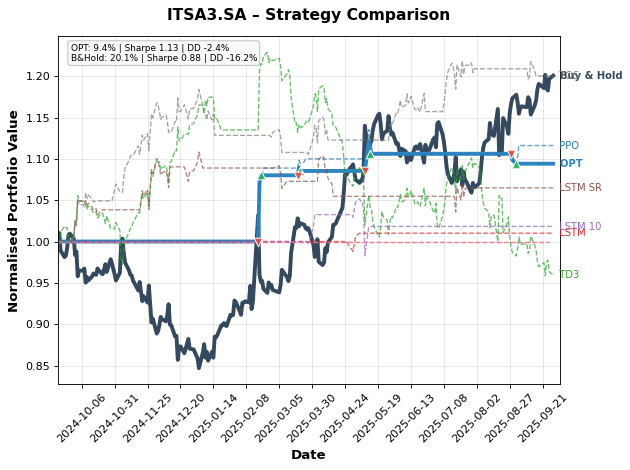 ITSA3.SA – Strategy Comparison
OPT: 9.4% | Sharpe 1.13 | DD -2.4%
B&Hold: 20.1% | Sharpe 0.88 | DD -16.2%
Normalised Portfolio Value
1.20
1.15
1.10
1.05
1.00
0.95
0.90
0.85
Buy & Hold
PPO
OPT
LSTM SR
LSTM 10
LSTM
TD3
2024-10-06
2024-10-31
2024-11-25
2024-12-20
2025-01-14
2025-02-08
2025-03-05
2025-03-30
2025-04-24
2025-05-19
2025-06-13
2025-07-08
2025-08-02
2025-08-27
2025-09-21
Date